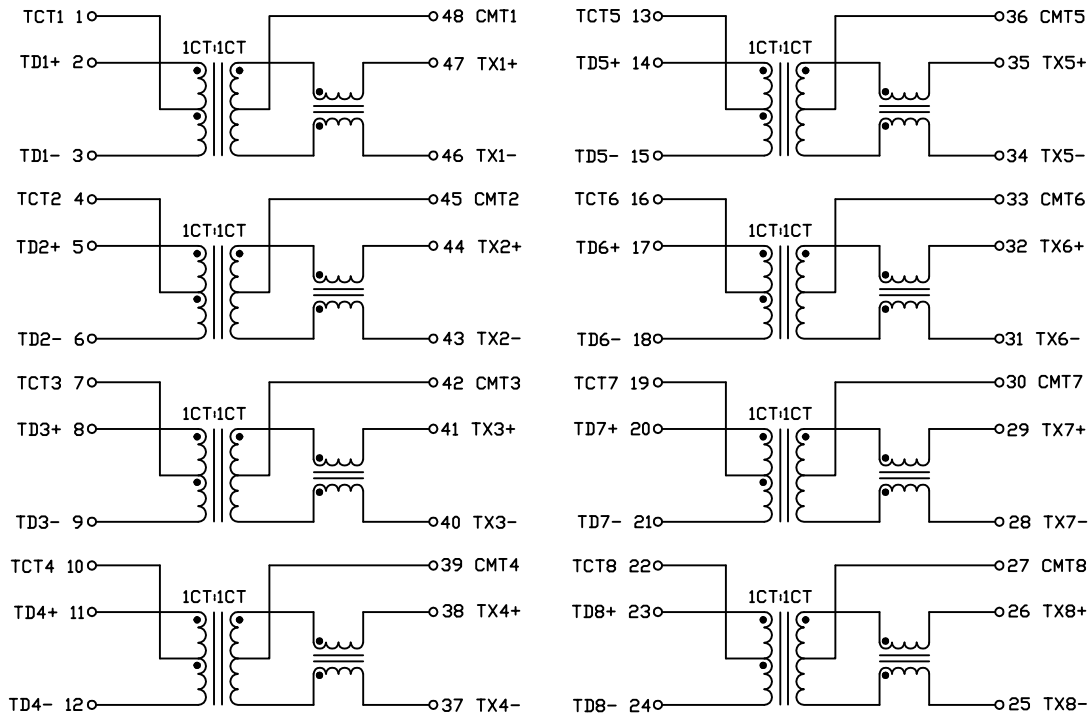 TCT1 1 48 CMT1
1CT:1CT
TD1+ 2 47 TX1+
TD1- 3 46 TX1-
TCT2 4 45 CMT2
1CT:1CT
TD2+ 5 44 TX2+
TD2- 6 43 TX2-
TCT3 7 42 CMT3
1CT:1CT
TD3+ 8 41 TX3+
TD3- 9 40 TX3-
TCT4 10 39 CMT4
1CT:1CT
TD4+ 11 38 TX4+
TD4- 12 37 TX4-
TCT5 13 36 CMT5
1CT:1CT
TD5+ 14 35 TX5+
TD5- 15 34 TX5-
TCT6 16 33 CMT6
1CT:1CT
TD6+ 17 32 TX6+
TD6- 18 31 TX6-
TCT7 19 30 CMT7
1CT:1CT
TD7+ 20 29 TX7+
TD7- 21 28 TX7-
TCT8 22 27 CMT8
1CT:1CT
TD8+ 23 26 TX8+
TD8- 24 25 TX8-